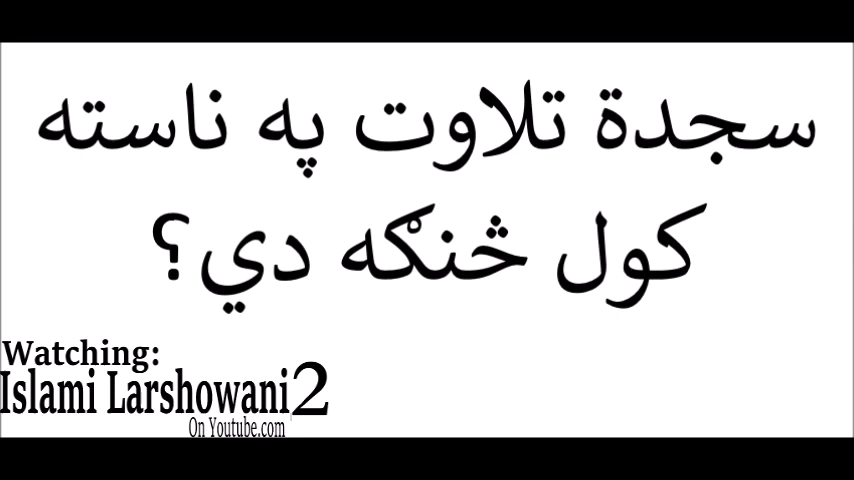 سجدة تلاوت په ناسته
کول څنګه دي؟
Watching:
Islami Larshowani2
On Youtube.com